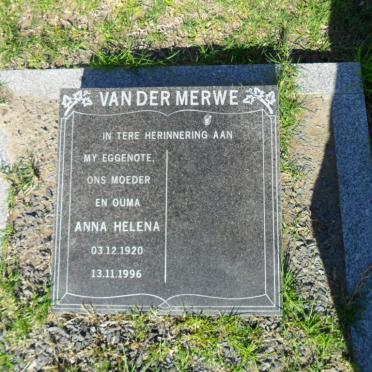 VAN DER MERWE
IN TERE HERINNERING AAN
MY EGGENOTE,
ONS MOEDER
EN OUMA
ANNA HELENA
03.12.1920
13.11.1996